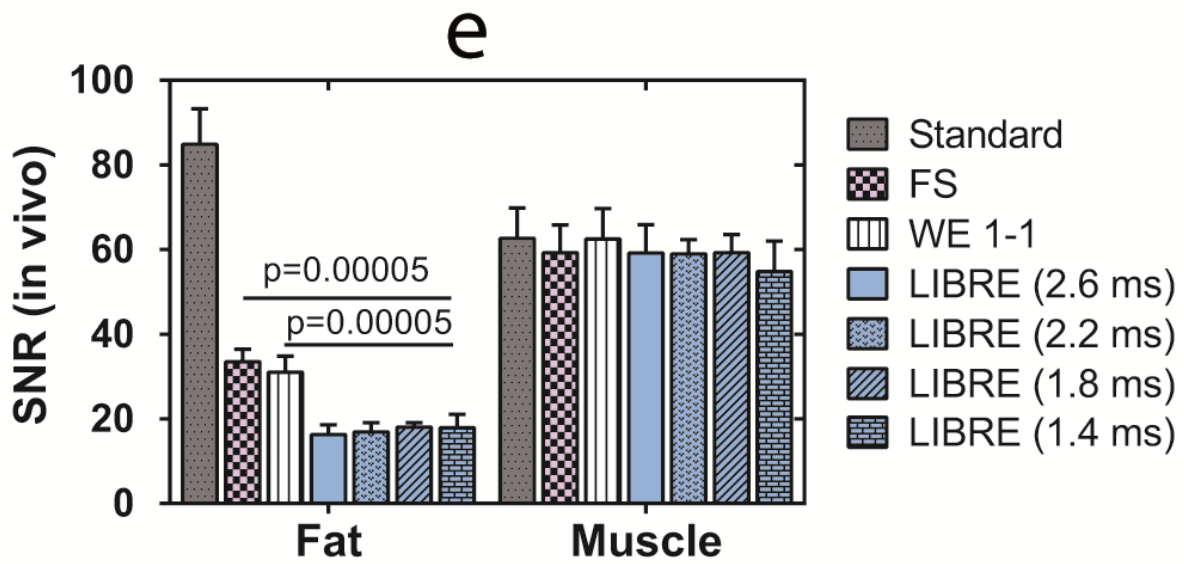 e
SNR (in vivo)
100
80
60
40
20
0
p=0.00005
p=0.00005
Fat
Muscle
Standard
FS
WE 1-1
LIBRE (2.6 ms)
LIBRE (2.2 ms)
LIBRE (1.8 ms)
LIBRE (1.4 ms)